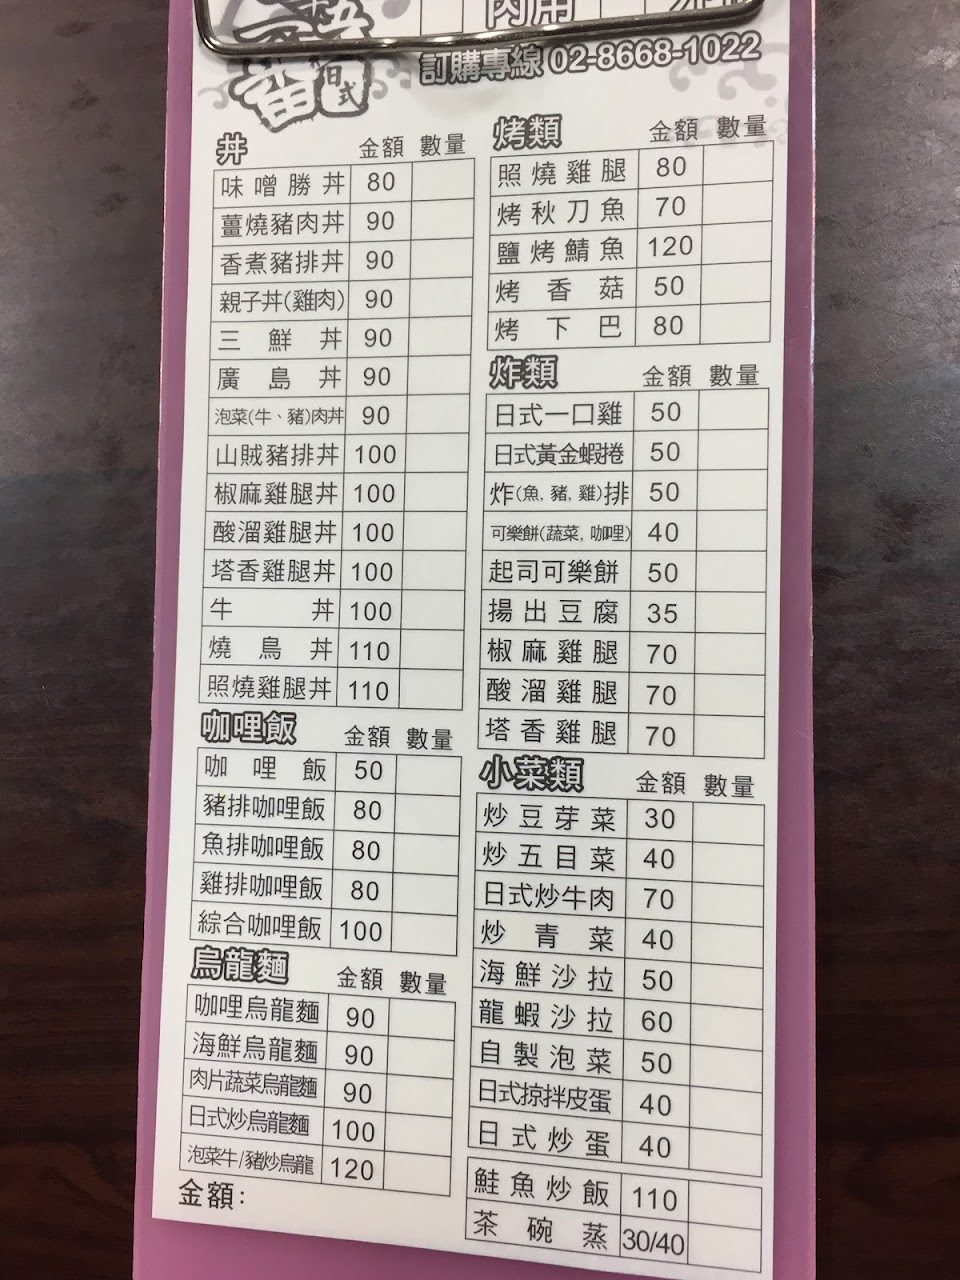 內用
番
日式
訂購專線 02-8668-1022
丼 金額 數量
味噌勝丼 80
薑燒豬肉丼 90
香煮豬排丼 90
親子丼(雞肉) 90
三鮮丼 90
廣島丼 90
泡菜(牛、豬)肉丼 90
山賊豬排丼 100
椒麻雞腿丼 100
酸溜雞腿丼 100
塔香雞腿丼 100
牛丼 100
燒鳥丼 110
照燒雞腿丼 110
咖哩飯 金額 數量
咖哩飯 50
豬排咖哩飯 80
魚排咖哩飯 80
雞排咖哩飯 80
綜合咖哩飯 100
烏龍麵 金額 數量
咖哩烏龍麵 90
海鮮烏龍麵 90
肉片蔬菜烏龍麵 90
日式炒烏龍麵 100
泡菜牛/豬炒烏龍 120
金額:
烤類 金額 數量
照燒雞腿 80
烤秋刀魚 70
鹽烤鯖魚 120
烤香菇 50
烤下巴 80
炸類 金額 數量
日式一口雞 50
日式黃金蝦捲 50
炸(魚, 豬, 雞)排 50
可樂餅(蔬菜, 咖哩) 40
起司可樂餅 50
揚出豆腐 35
椒麻雞腿 70
酸溜雞腿 70
塔香雞腿 70
小菜類 金額 數量
炒豆芽菜 30
炒五目菜 40
日式炒牛肉 70
炒青菜 40
海鮮沙拉 50
龍蝦沙拉 60
自製泡菜 50
日式掠拌皮蛋 40
日式炒蛋 40
鮭魚炒飯 110
茶碗蒸 30/40